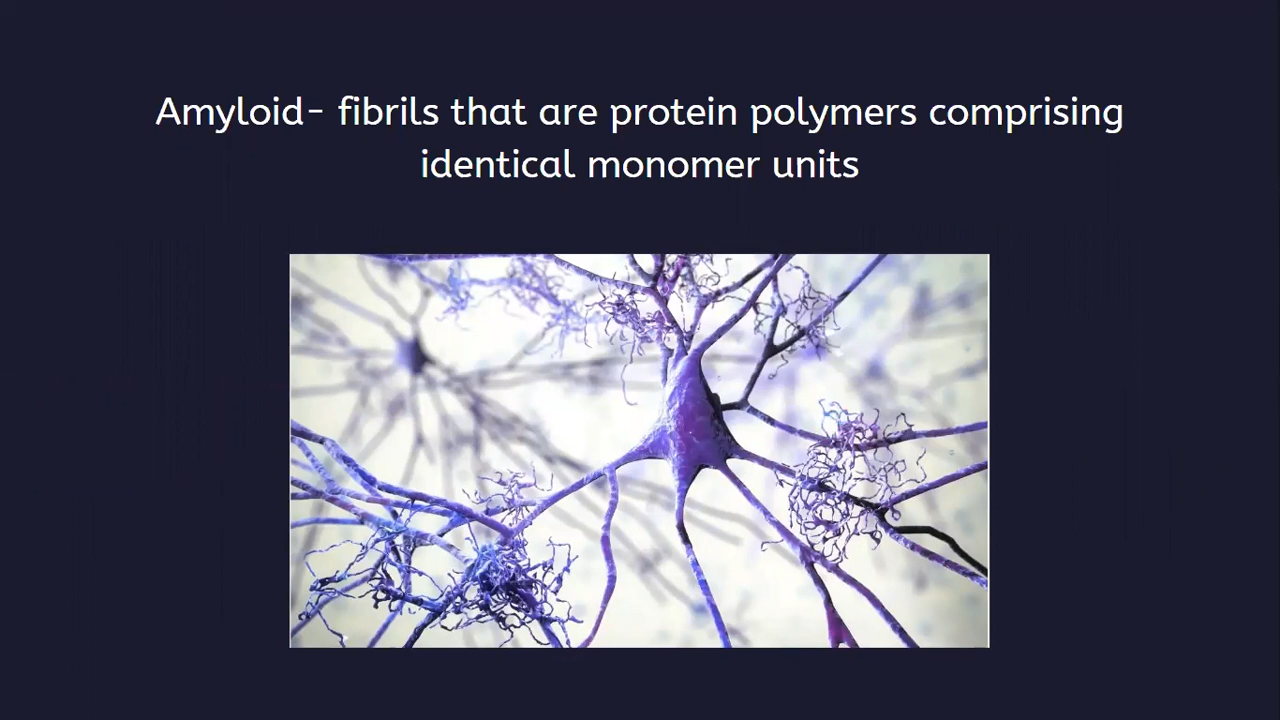 Amyloid- fibrils that are protein polymers comprising
identical monomer units